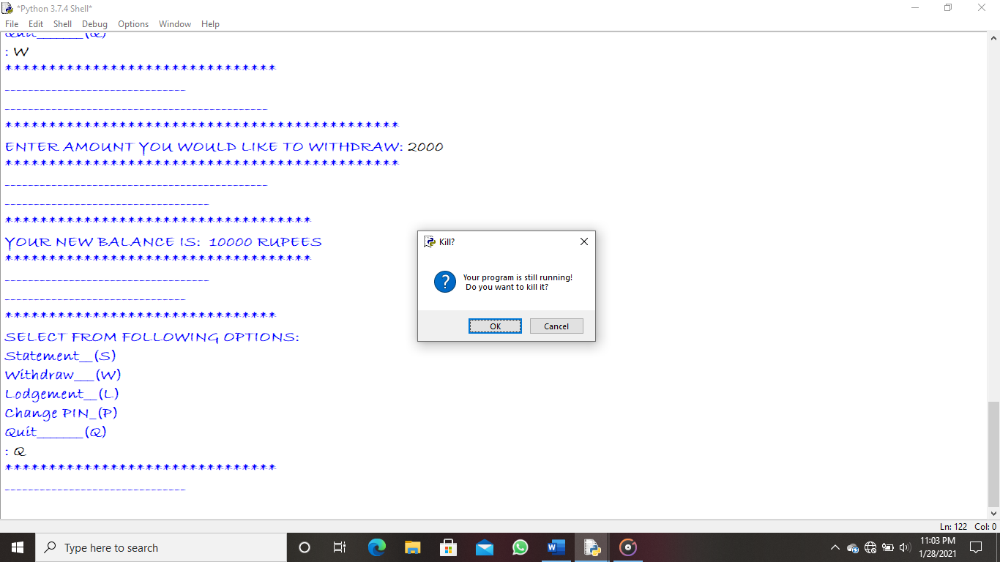 *Python 3.7.4 Shell*
File Edit Shell Debug Options Window Help
Quit_______(Q)
: W
*******************************
-------------------------------
---------------------------------------------
*********************************************
ENTER AMOUNT YOU WOULD LIKE TO WITHDRAW: 2000
*********************************************
---------------------------------------------
-----------------------------------
***********************************
YOUR NEW BALANCE IS:  10000 RUPEES
***********************************
-----------------------------------
-------------------------------
*******************************
SELECT FROM FOLLOWING OPTIONS:
Statement__(S)
Withdraw___(W)
Lodgement__(L)
Change PIN_(P)
Quit_______(Q)
: Q
*******************************
-------------------------------
Kill?
Your program is still running!
Do you want to kill it?
OK Cancel
Ln: 122 Col: 0
Type here to search
11:03 PM
1/28/2021